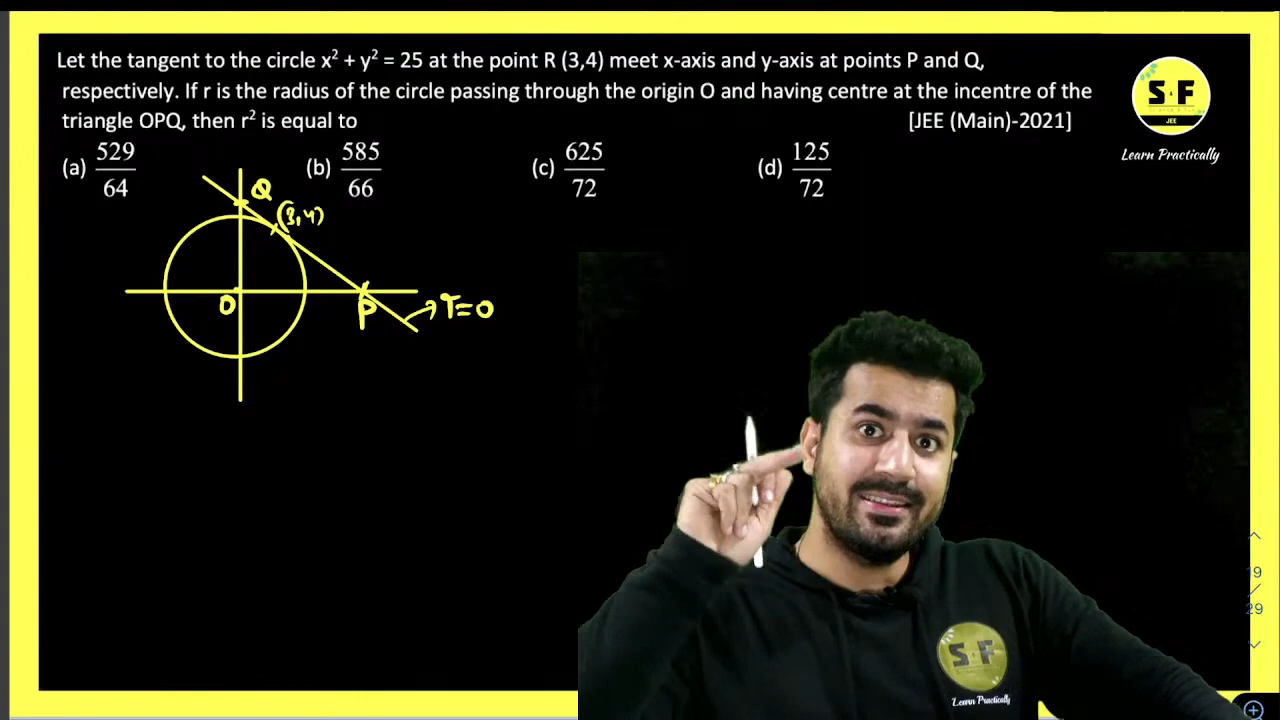 Let the tangent to the circle x² + y² = 25 at the point R (3,4) meet x-axis and y-axis at points P and Q,
respectively. If r is the radius of the circle passing through the origin O and having centre at the incentre of the
triangle OPQ, then r² is equal to [JEE (Main)-2021]
(a) 529/64 (b) 585/66 (c) 625/72 (d) 125/72
S F
JEE
Learn Practically
Q
(3,4)
O
P
T=0
19
/
29
S F
Learn Practically